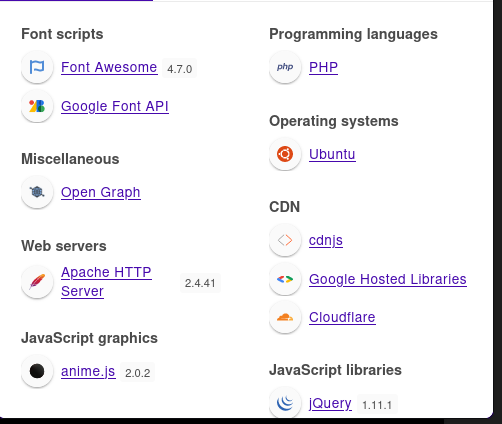 Font scripts
Font Awesome 4.7.0
Google Font API
Miscellaneous
Open Graph
Web servers
Apache HTTP
Server 2.4.41
JavaScript graphics
anime.js 2.0.2
Programming languages
php PHP
Operating systems
Ubuntu
CDN
cdnjs
Google Hosted Libraries
Cloudflare
JavaScript libraries
jQuery 1.11.1